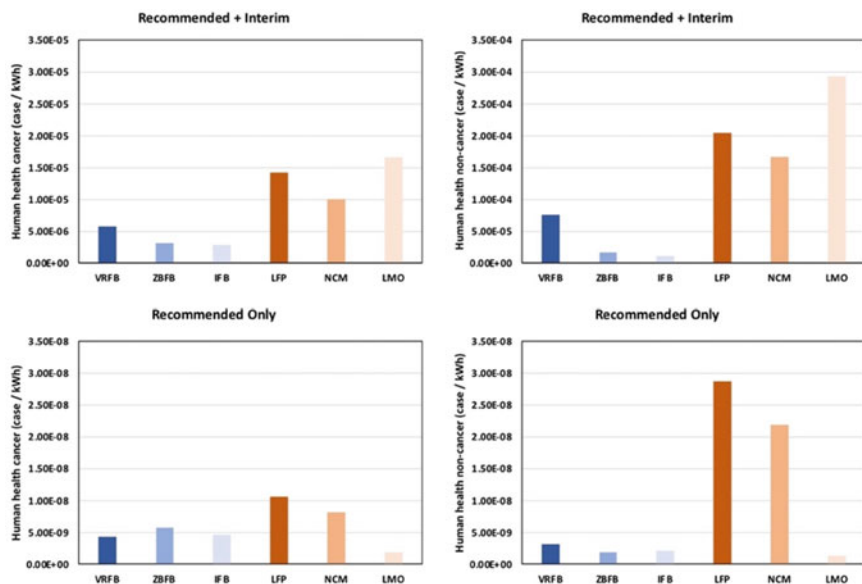 Recommended + Interim
Human health cancer (case / kWh)
3.50E-05
3.00E-05
2.50E-05
2.00E-05
1.50E-05
1.00E-05
5.00E-06
0.00E+00
VRFB ZBFB IFB LFP NCM LMO
Recommended + Interim
Human health non-cancer (case / kWh)
3.50E-04
3.00E-04
2.50E-04
2.00E-04
1.50E-04
1.00E-04
5.00E-05
0.00E+00
VRFB ZBFB IFB LFP NCM LMO
Recommended Only
Human health cancer (case / kWh)
3.50E-08
3.00E-08
2.50E-08
2.00E-08
1.50E-08
1.00E-08
5.00E-09
0.00E+00
VRFB ZBFB IFB LFP NCM LMO
Recommended Only
Human health non-cancer (case / kWh)
3.50E-08
3.00E-08
2.50E-08
2.00E-08
1.50E-08
1.00E-08
5.00E-09
0.00E+00
VRFB ZBFB IFB LFP NCM LMO